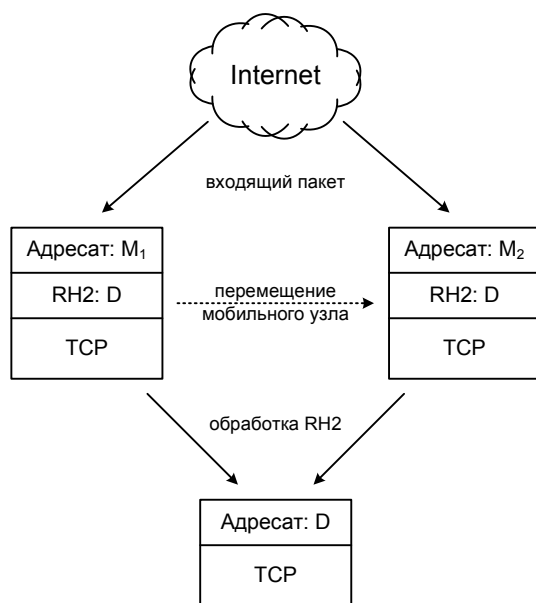 Internet
входящий пакет
Адресат: M₁
RH2: D
TCP
Адресат: M₂
RH2: D
TCP
перемещение
мобильного узла
обработка RH2
Адресат: D
TCP